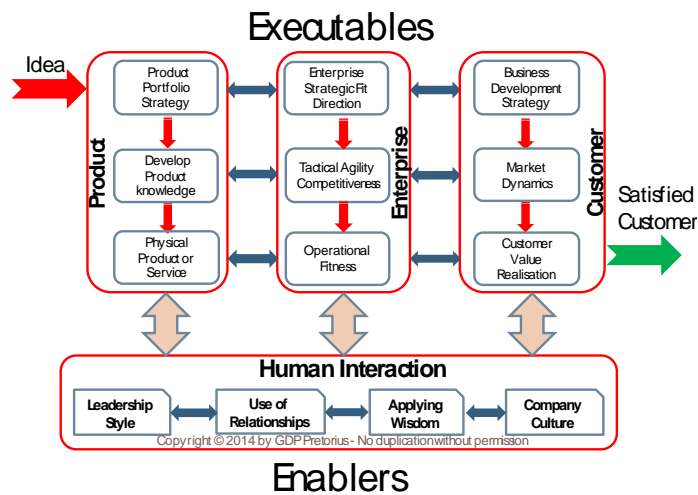 Executables
Idea
Product
Product
Portfolio
Strategy
Develop
Product
knowledge
Physical
Product or
Service
Enterprise
Enterprise
Strategic Fit
Direction
Tactical Agility
Competitiveness
Operational
Fitness
Customer
Business
Development
Strategy
Market
Dynamics
Customer
Value
Realisation
Satisfied
Customer
Human Interaction
Leadership
Style
Use of
Relationships
Applying
Wisdom
Company
Culture
Copyright © 2014 by GDP Pretorius - No duplication without permission
Enablers